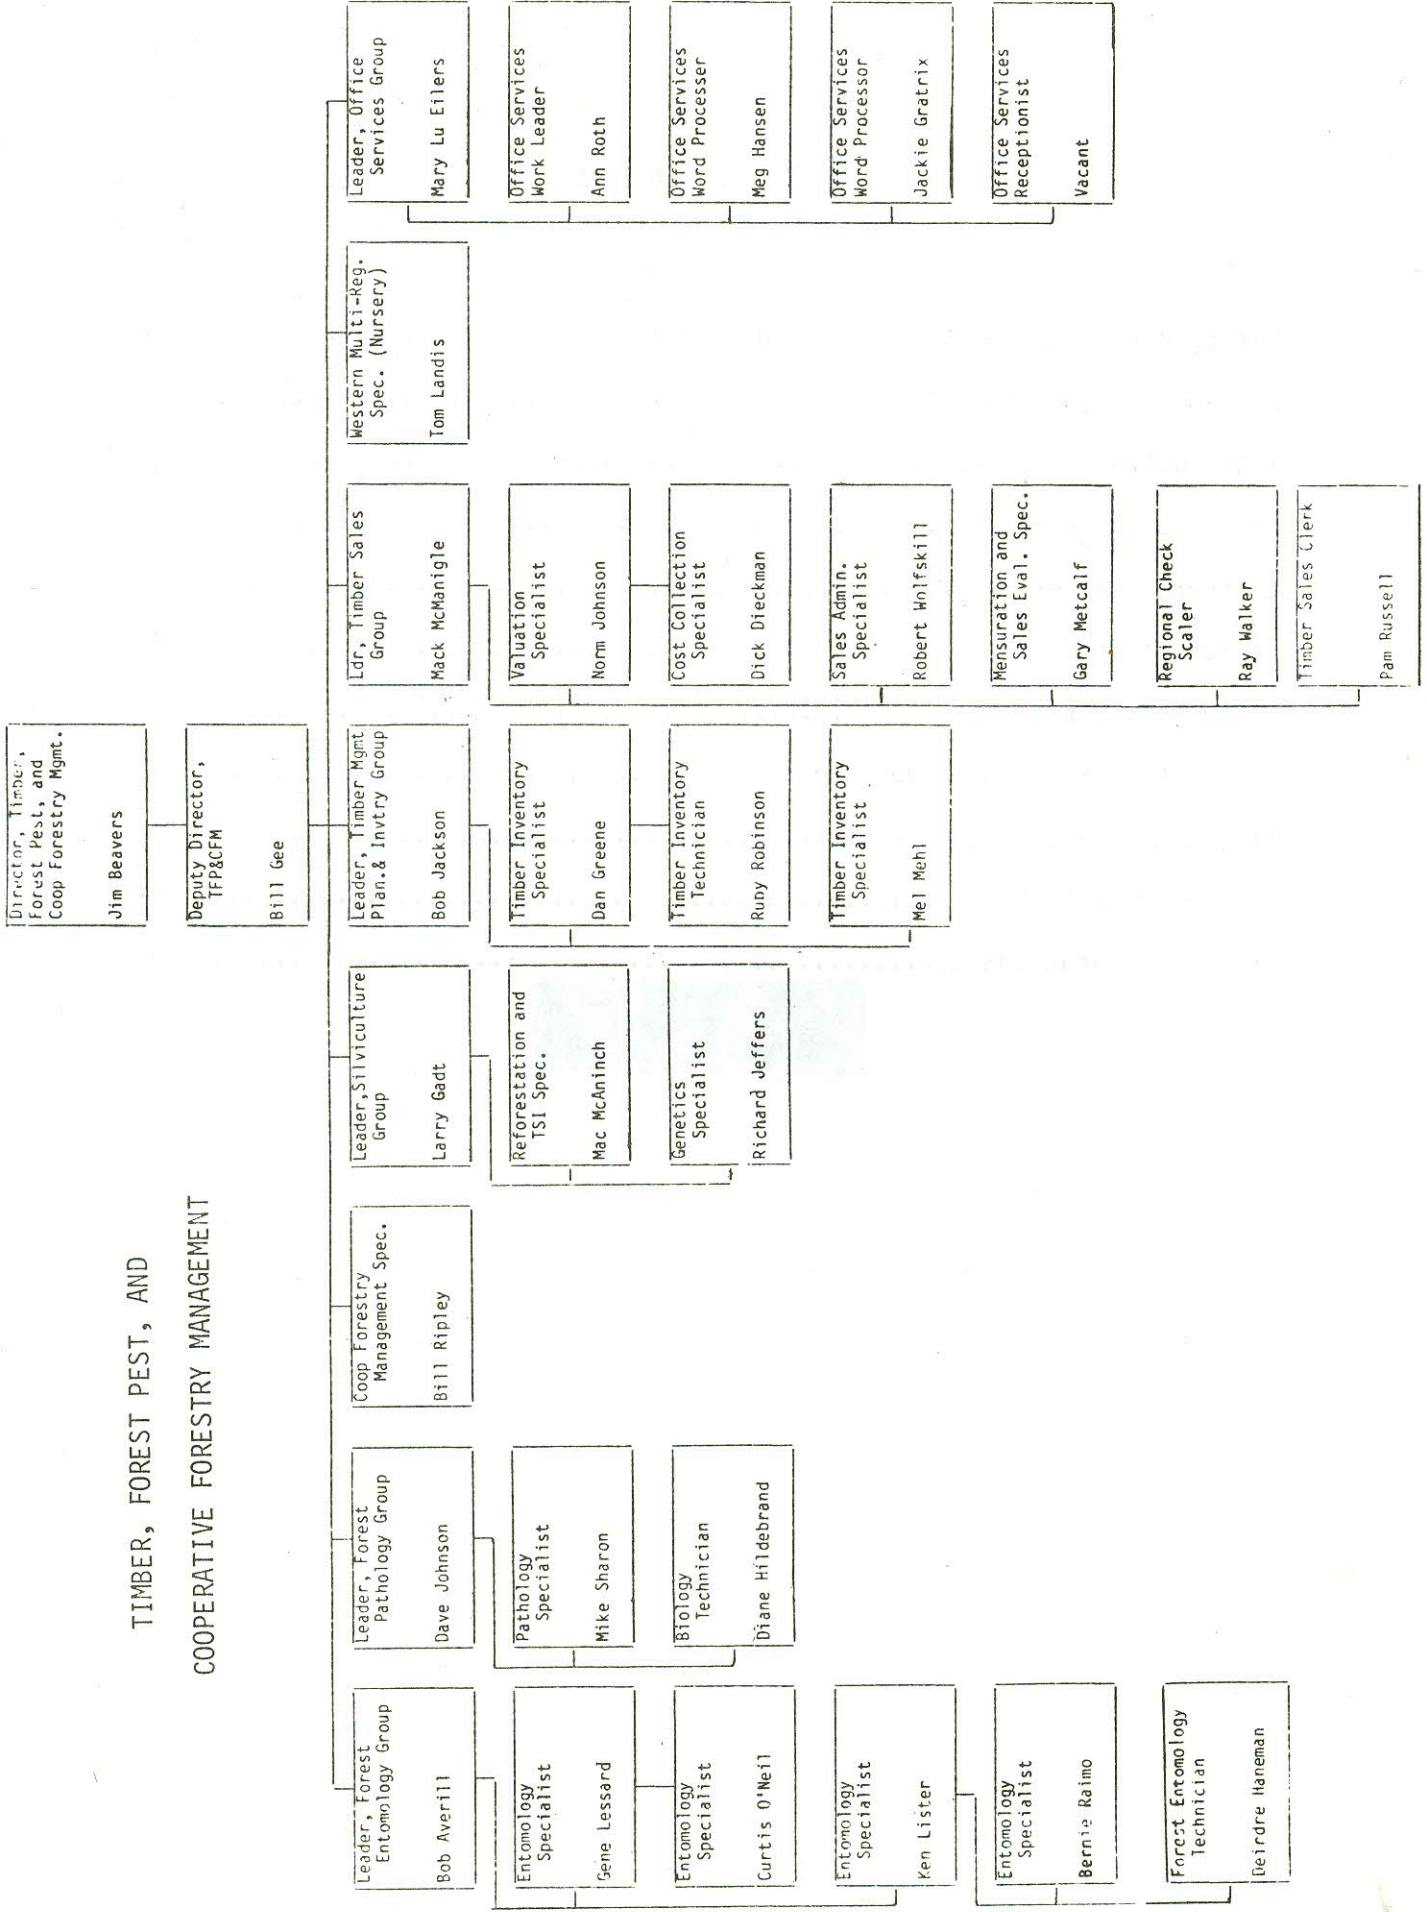 TIMBER, FOREST PEST, AND
COOPERATIVE FORESTRY MANAGEMENT
Director, Timber,
Forest Pest, and
Coop Forestry Mgmt.
Jim Beavers
Deputy Director,
TFP&CFM
Bill Gee
Leader, Forest
Entomology Group
Bob Averill
Entomology
Specialist
Gene Lessard
Entomology
Specialist
Curtis O'Neil
Entomology
Specialist
Ken Lister
Entomology
Specialist
Bernie Raimo
Forest Entomology
Technician
Deirdre Haneman
Leader, Forest
Pathology Group
Dave Johnson
Pathology
Specialist
Mike Sharon
Biology
Technician
Diane Hildebrand
Coop Forestry
Management Spec.
Bill Ripley
Leader,Silviculture
Group
Larry Gadt
Reforestation and
TSI Spec.
Mac McAninch
Genetics
Specialist
Richard Jeffers
Leader, Timber Mgmt
Plan.& Invtry Group
Bob Jackson
Timber Inventory
Specialist
Dan Greene
Timber Inventory
Technician
Runy Robinson
Timber Inventory
Specialist
Mel Mehl
Ldr, Timber Sales
Group
Mack McManigle
Valuation
Specialist
Norm Johnson
Cost Collection
Specialist
Dick Dieckman
Sales Admin.
Specialist
Robert Wolfskill
Mensuration and
Sales Eval. Spec.
Gary Metcalf
Regional Check
Scaler
Ray Walker
Timber Sales Clerk
Pam Russell
Western Multi-Reg.
Spec. (Nursery)
Tom Landis
Leader, Office
Services Group
Mary Lu Eilers
Office Services
Work Leader
Ann Roth
Office Services
Word Processer
Meg Hansen
Office Services
Word Processor
Jackie Gratrix
Office Services
Receptionist
Vacant